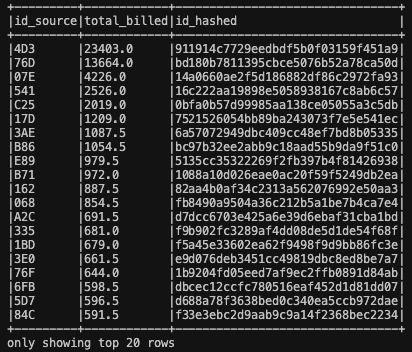 +---------+------------+--------------------------------+
|id_source|total_billed|id_hashed                       |
+---------+------------+--------------------------------+
|4D3      |23403.0     |911914c7729eedbdf5b0f03159f451a9|
|76D      |13664.0     |bd180b7811395cbce5076b52a78ca50d|
|07E      |4226.0      |14a0660ae2f5d186882df86c2972fa93|
|541      |2526.0      |16c222aa19898e5058938167c8ab6c57|
|C25      |2019.0      |0bfa0b57d99985aa138ce05055a3c5db|
|17D      |1209.0      |7521526054bb89ba243073f7e5e541ec|
|3AE      |1087.5      |6a57072949dbc409cc48ef7bd8b05335|
|B86      |1054.5      |bc97b32ee2abb9c18aad55b9da9f51c0|
|E89      |979.5       |5135cc35322269f2fb397b4f81426938|
|B71      |972.0       |1088a10d026eae0ac20f59f5249db2ea|
|162      |887.5       |82aa4b0af34c2313a562076992e50aa3|
|068      |854.5       |fb8490a9504a36c212b5a1be7b4ca7e4|
|A2C      |691.5       |d7dcc6703e425a6e39d6ebaf31cba1bd|
|335      |681.0       |f9b902fc3289af4dd08de5d1de54f68f|
|1BD      |679.0       |f5a45e33602ea62f9498f9d9bb86fc3e|
|3E0      |661.5       |e9d076deb3451cc49819dbc8ed8be7a7|
|76F      |644.0       |1b9204fd05eed7af9ec2ffb0891d84ab|
|6FB      |598.5       |dbcec12ccfc780516eaf452d1d81dd07|
|5D7      |596.5       |d688a78f3638bed0c340ea5ccb972dae|
|84C      |591.5       |f33e3ebc2d9aab9c9a14f2368bec2234|
+---------+------------+--------------------------------+
only showing top 20 rows